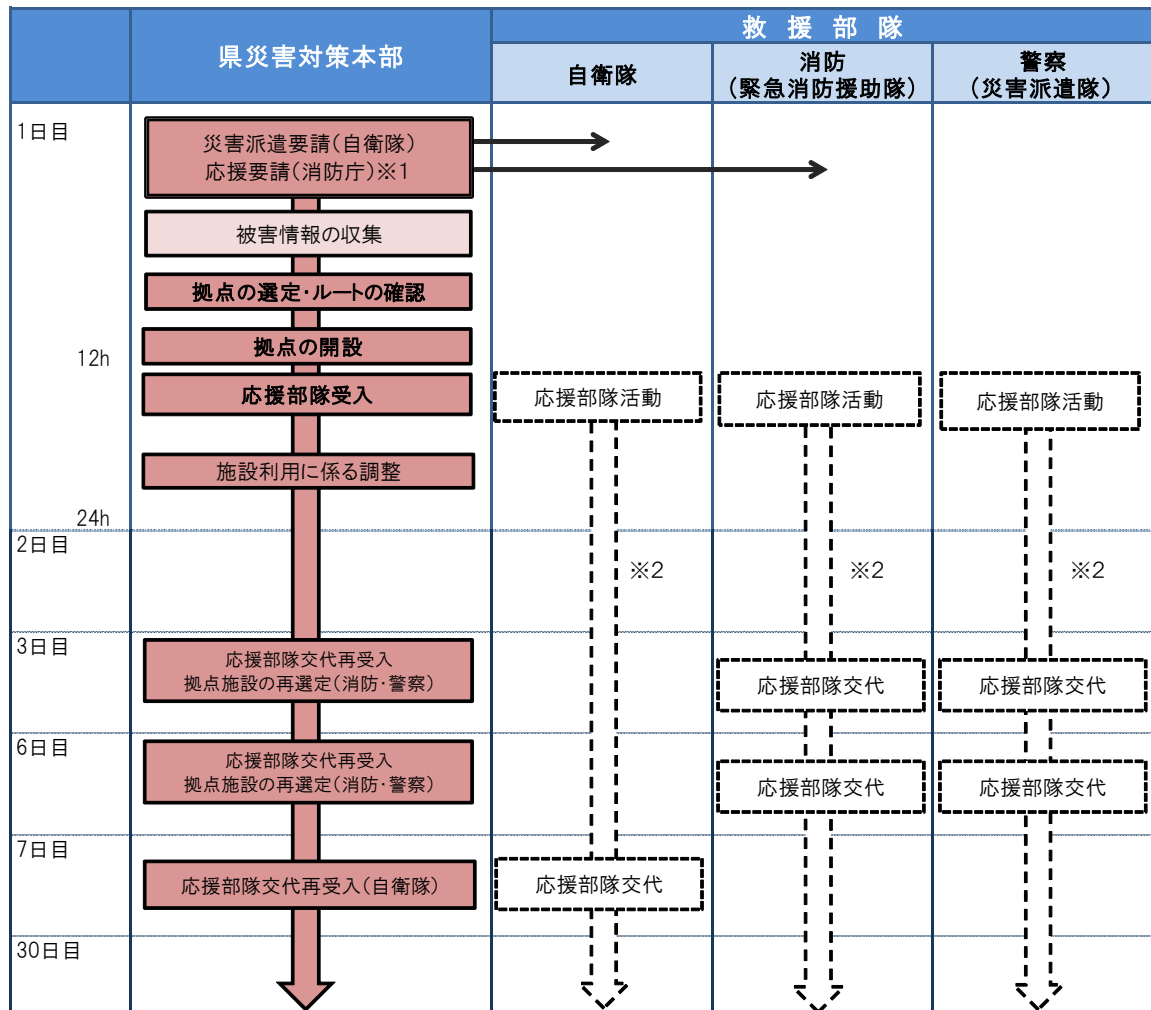 県災害対策本部
救援部隊
自衛隊
消防
(緊急消防援助隊)
警察
(災害派遣隊)
1日目
災害派遣要請(自衛隊)
応援要請(消防庁)※1
被害情報の収集
拠点の選定・ルートの確認
拠点の開設
12h
応援部隊受入
応援部隊活動
応援部隊活動
応援部隊活動
施設利用に係る調整
24h
2日目
※2
※2
※2
3日目
応援部隊交代再受入
拠点施設の再選定(消防・警察)
応援部隊交代
応援部隊交代
6日目
応援部隊交代再受入
拠点施設の再選定(消防・警察)
応援部隊交代
応援部隊交代
7日目
応援部隊交代再受入(自衛隊)
応援部隊交代
30日目